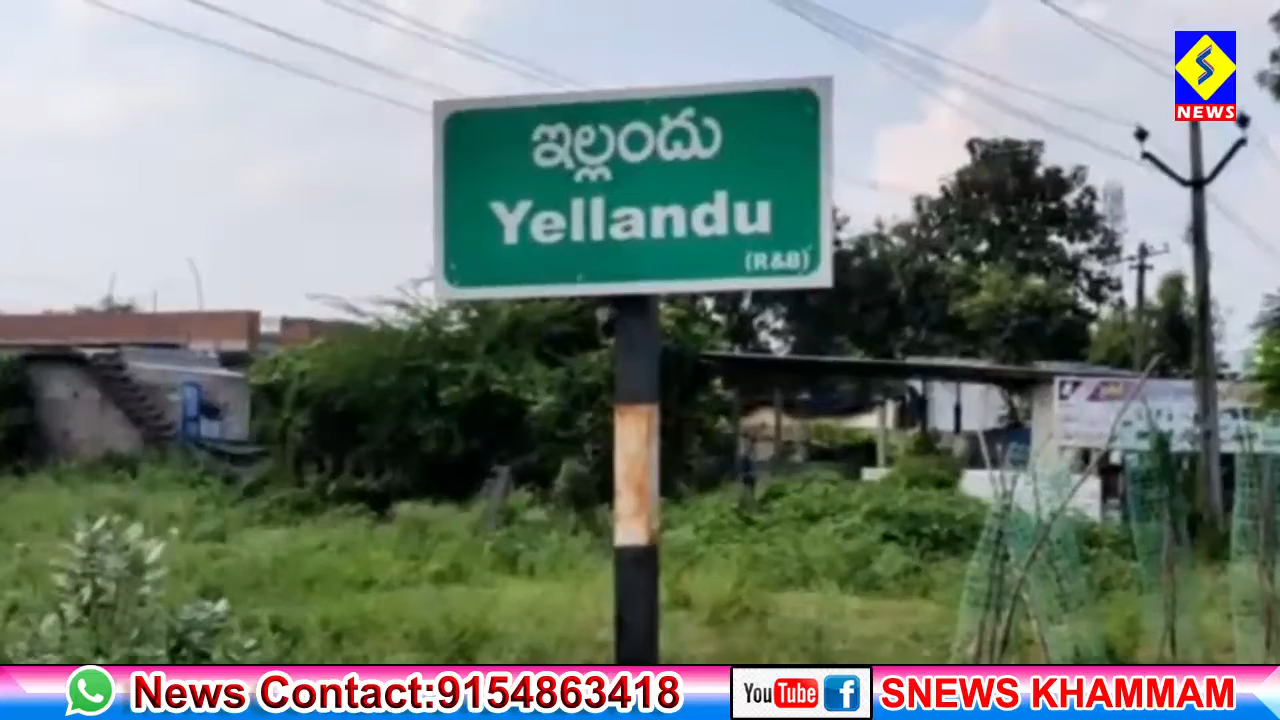 ఇల్లందు
Yellandu
(R&B)
S
NEWS
News Contact:9154863418
YouTube f
SNEWS KHAMMAM